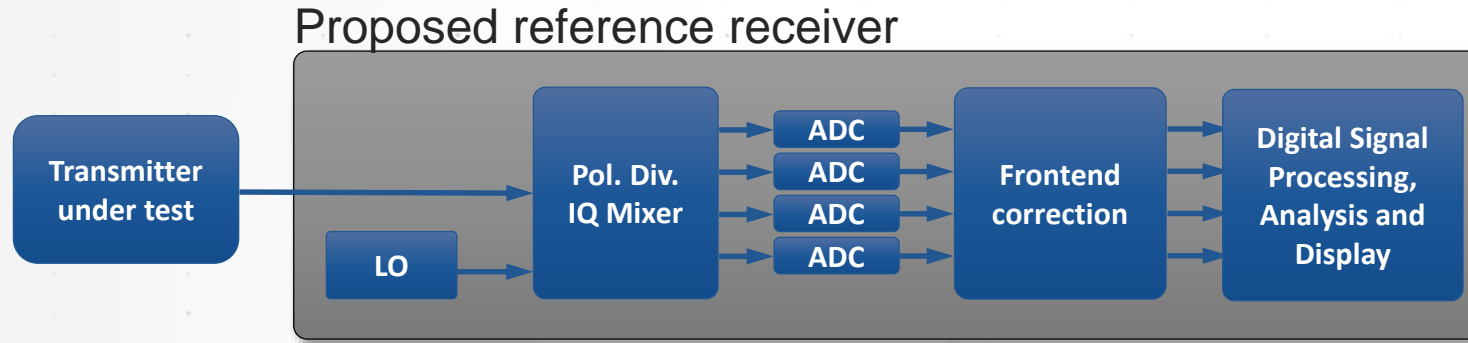 Proposed reference receiver
Transmitter
under test
LO
Pol. Div.
IQ Mixer
ADC
ADC
ADC
ADC
Frontend
correction
Digital Signal
Processing,
Analysis and
Display